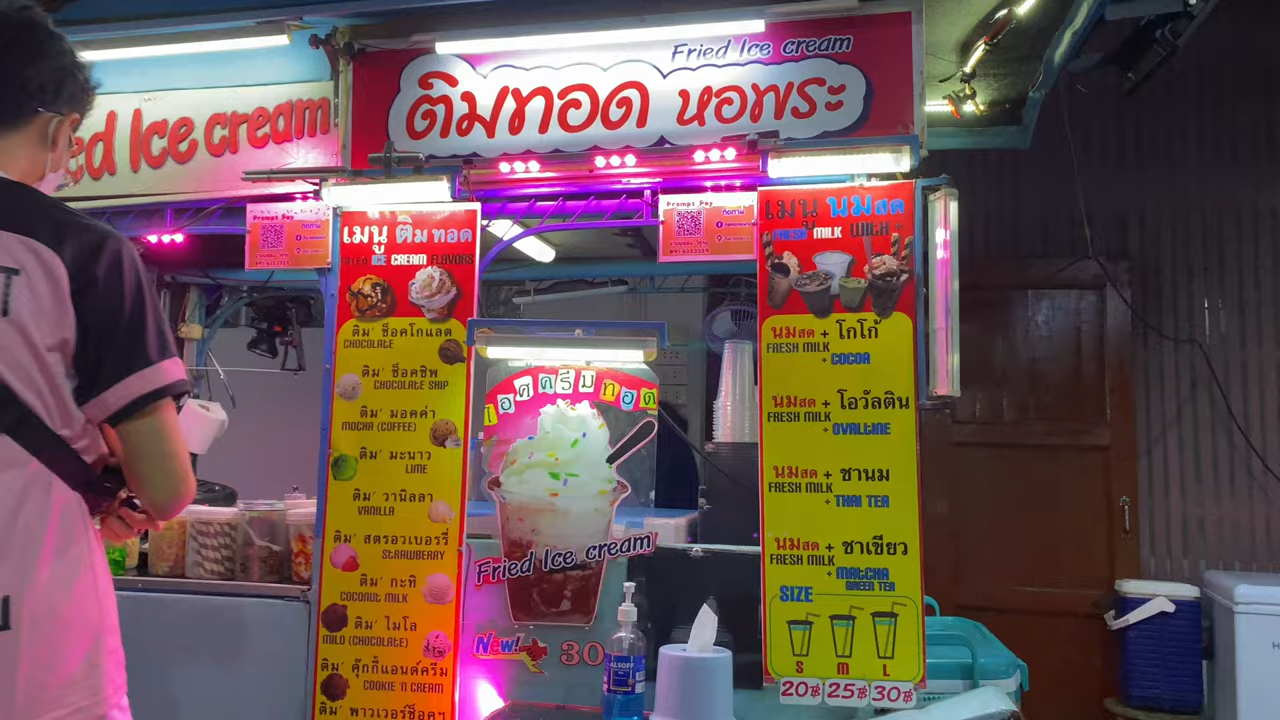 Fried Ice cream
ติมทอด หอพระ
ed Ice cream
Prompt Pay
Prompt Pay
เมนู ติมทอด
FRIED ICE CREAM FLAVORS
ติม' ช็อคโกแลต
CHOCOLATE
ติม' ช็อคชิพ
CHOCOLATE SHIP
ติม' มอคค่า
MOCHA (COFFEE)
ติม' มะนาว
LIME
ติม' วานิลลา
VANILLA
ติม' สตรอวเบอร์รี่
STRAWBERRY
ติม' กะทิ
COCONUT MILK
ติม' ไมโล
MILO (CHOCOLATE)
ติม' คุ๊กกี้แอนด์ครีม
COOKIE 'N CREAM
ไอศครีมทอด
Fried Ice cream
New! 30
เมนู นมสด
FRESH MILK WITH
นมสด + โกโก้
FRESH MILK
+ COCOA
นมสด + โอวัลติน
FRESH MILK
+ OVALTINE
นมสด + ชานม
FRESH MILK
+ THAI TEA
นมสด + ชาเขียว
FRESH MILK
+ MATCHA
GREEN TEA
SIZE
S M L
20฿ 25฿ 30฿
ALSOFF